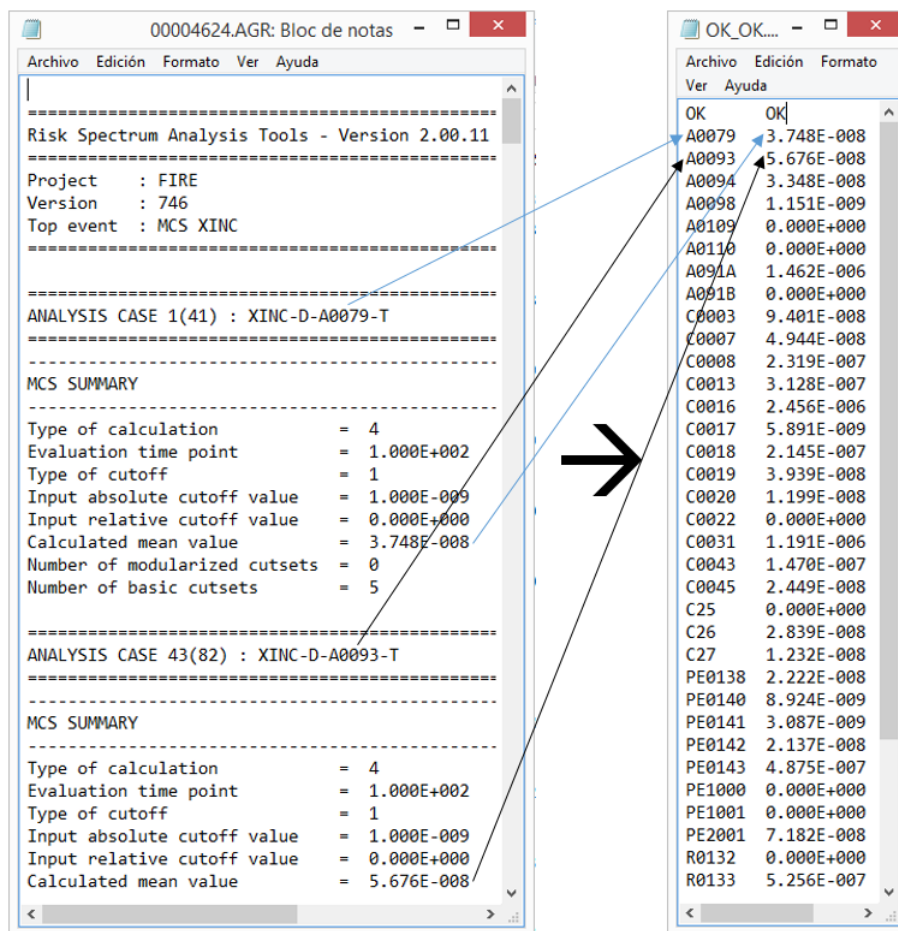 00004624.AGR: Bloc de notas
Archivo Edición Formato Ver Ayuda
Risk Spectrum Analysis Tools - Version 2.00.11
Project : FIRE
Version : 746
Top event : MCS XINC
ANALYSIS CASE 1(41) : XINC-D-A0079-T
MCS SUMMARY
Type of calculation = 4
Evaluation time point = 1.000E+002
Type of cutoff = 1
Input absolute cutoff value = 1.000E-009
Input relative cutoff value = 0.000E+000
Calculated mean value = 3.748E-008
Number of modularized cutsets = 0
Number of basic cutsets = 5
ANALYSIS CASE 43(82) : XINC-D-A0093-T
MCS SUMMARY
Type of calculation = 4
Evaluation time point = 1.000E+002
Type of cutoff = 1
Input absolute cutoff value = 1.000E-009
Input relative cutoff value = 0.000E+000
Calculated mean value = 5.676E-008
OK_OK....
Archivo Edición Formato
Ver Ayuda
OK OK
A0079 3.748E-008
A0093 5.676E-008
A0094 3.348E-008
A0098 1.151E-009
A0109 0.000E+000
A0110 0.000E+000
A091A 1.462E-006
A091B 0.000E+000
C0003 9.401E-008
C0007 4.944E-008
C0008 2.319E-007
C0013 3.128E-007
C0016 2.456E-006
C0017 5.891E-009
C0018 2.145E-007
C0019 3.939E-008
C0020 1.199E-008
C0022 0.000E+000
C0031 1.191E-006
C0043 1.470E-007
C0045 2.449E-008
C25 0.000E+000
C26 2.839E-008
C27 1.232E-008
PE0138 2.222E-008
PE0140 8.924E-009
PE0141 3.087E-009
PE0142 2.137E-008
PE0143 4.875E-007
PE1000 0.000E+000
PE1001 0.000E+000
PE2001 7.182E-008
R0132 0.000E+000
R0133 5.256E-007